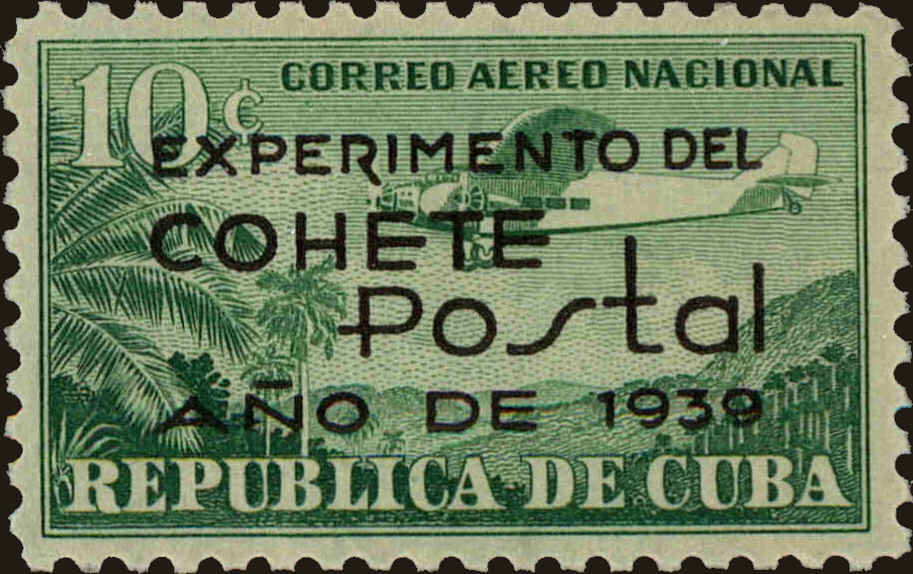 10¢ CORREO AEREO NACIONAL
EXPERIMENTO DEL
COHETE
Postal
AÑO DE 1939
REPUBLICA DE CUBA